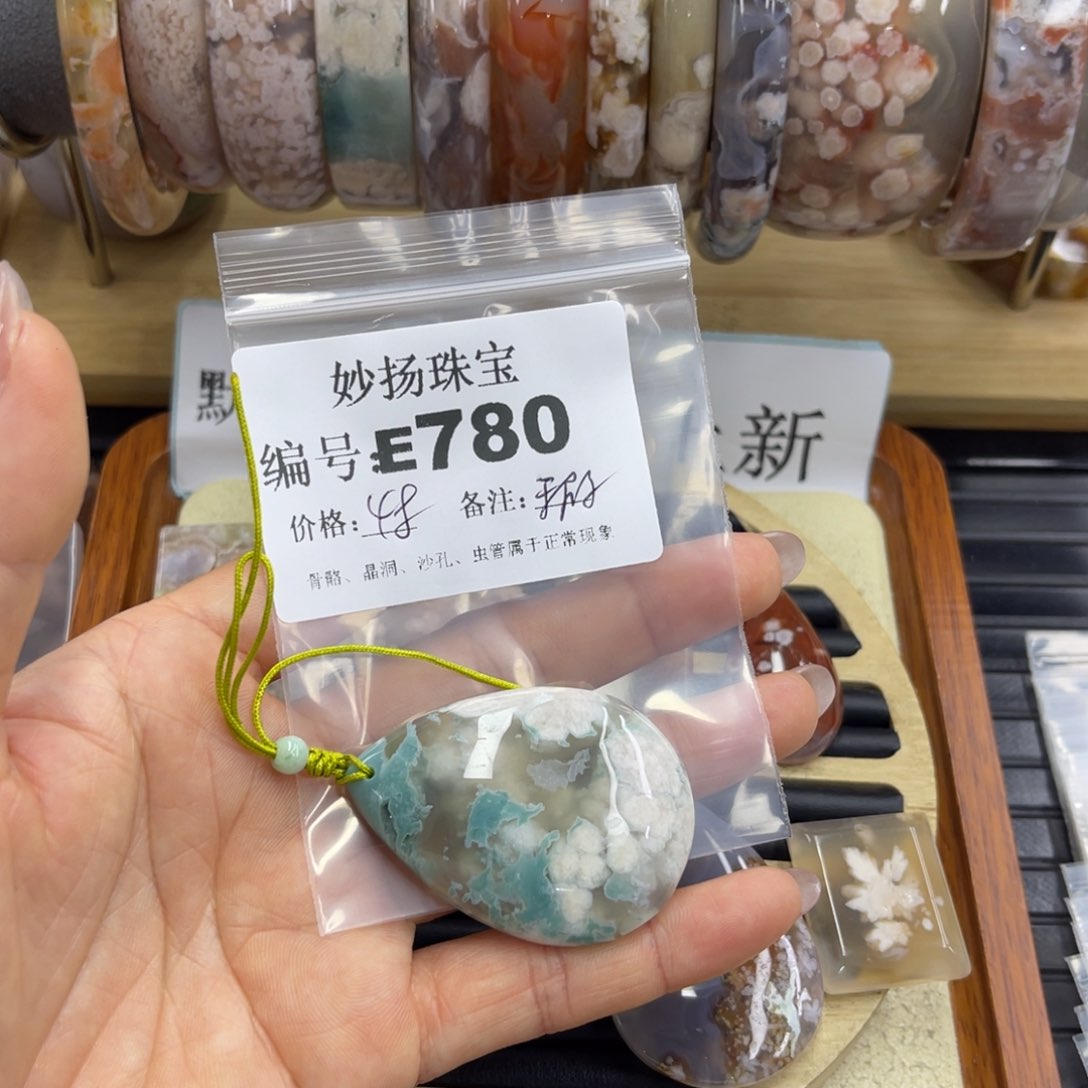 妙扬珠宝
编号:E780
价格: 备注:
骨骼、晶洞、沙孔、虫管属于正常现象
默
新